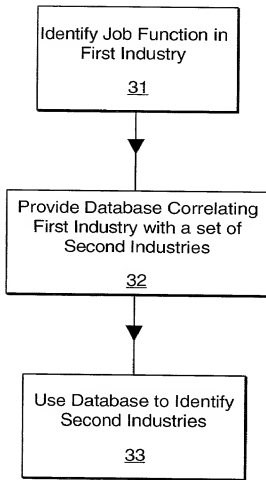 Identify Job Function in
First Industry
31
Provide Database Correlating
First Industry with a set of
Second Industries
32
Use Database to Identify
Second Industries
33